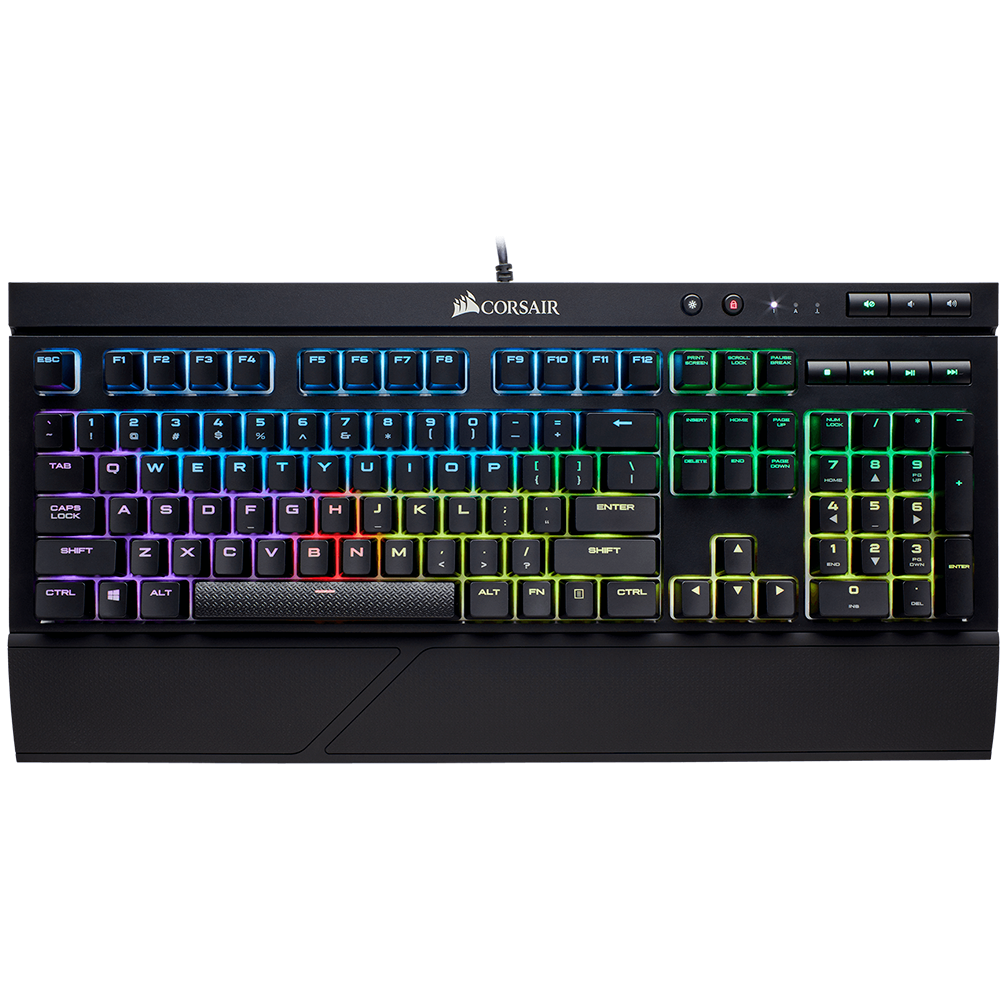 CORSAIR
A
ESC F1 F2 F3 F4 F5 F6 F7 F8 F9 F10 F11 F12 PRINT SCREEN SCROLL LOCK PAUSE BREAK
` ~ 1 ! 2 @ 3 # 4 $ 5 % 6 ^ 7 & 8 * 9 ( 0 ) - _ = + ← INSERT HOME PAGE UP NUM LOCK / * -
TAB Q W E R T Y U I O P [ { ] } \ | DELETE END PAGE DOWN 7 HOME 8 ▲ 9 PG UP +
CAPS LOCK A S D F G H J K L ; : ' " ENTER 4 ◀ 5 6 ▶
SHIFT Z X C V B N M , < . > / ? SHIFT ▲ 1 END 2 ▼ 3 PG DWN ENTER
CTRL ALT ALT FN CTRL ◀ ▼ ▶ 0 INS . DEL